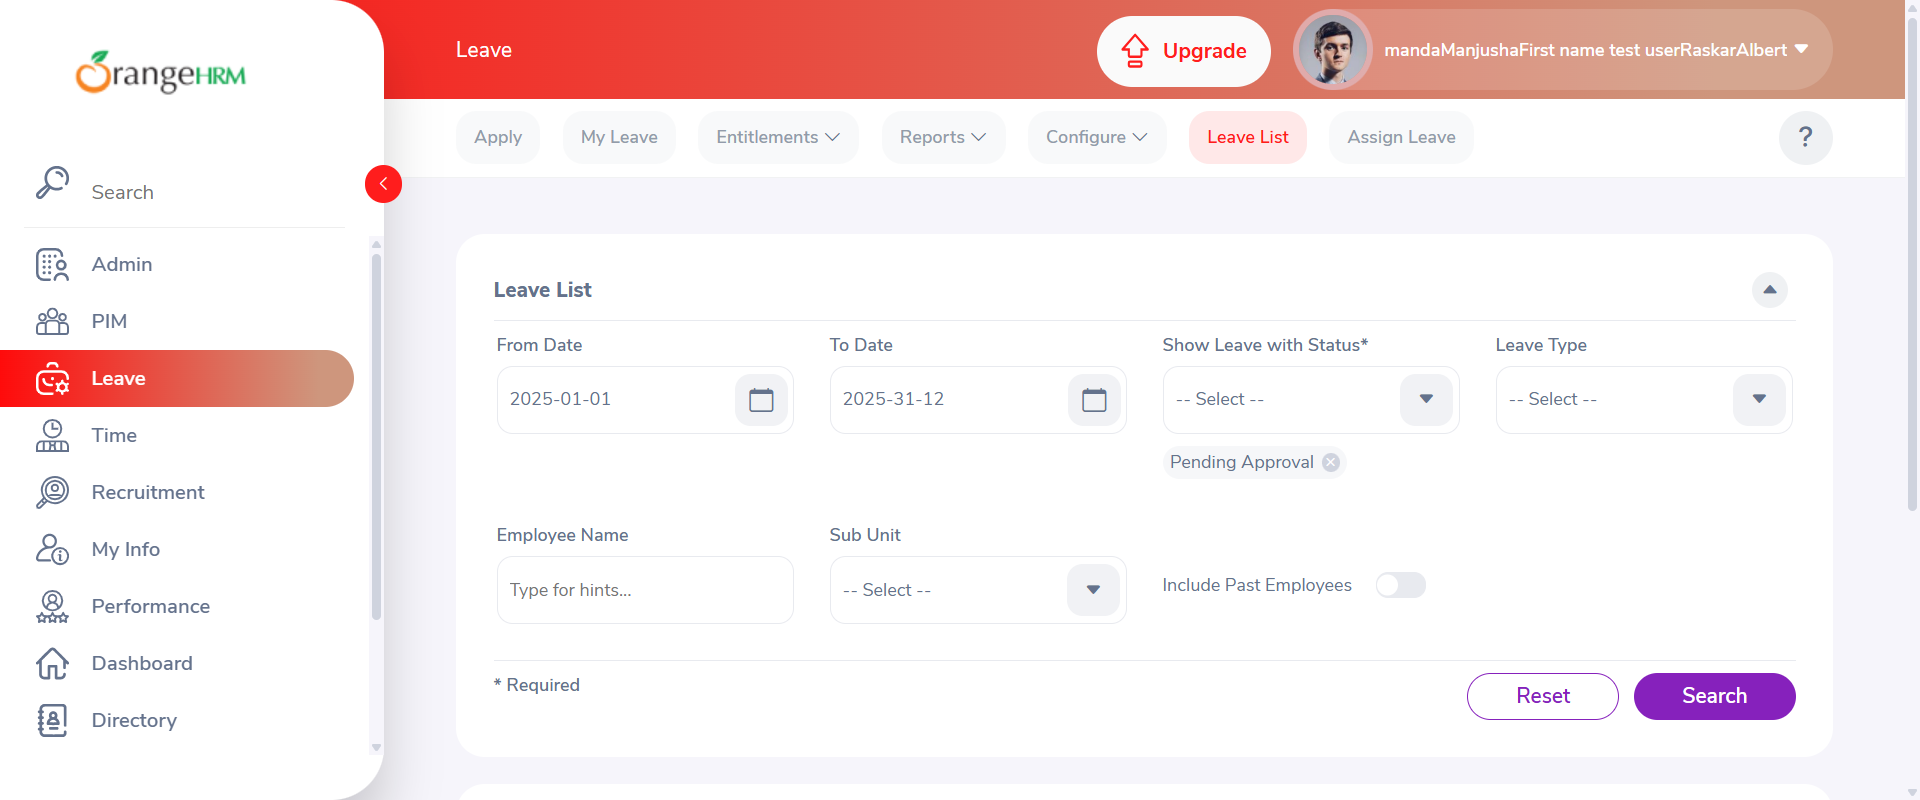 OrangeHRM
Leave
Upgrade
mandaManjushaFirst name test userRaskarAlbert
Apply
My Leave
Entitlements
Reports
Configure
Leave List
Assign Leave
?
Search
Admin
PIM
Leave
Time
Recruitment
My Info
Performance
Dashboard
Directory
Leave List
From Date
To Date
Show Leave with Status*
Leave Type
2025-01-01
2025-31-12
-- Select --
-- Select --
Pending Approval
Employee Name
Sub Unit
Type for hints...
-- Select --
Include Past Employees
* Required
Reset
Search